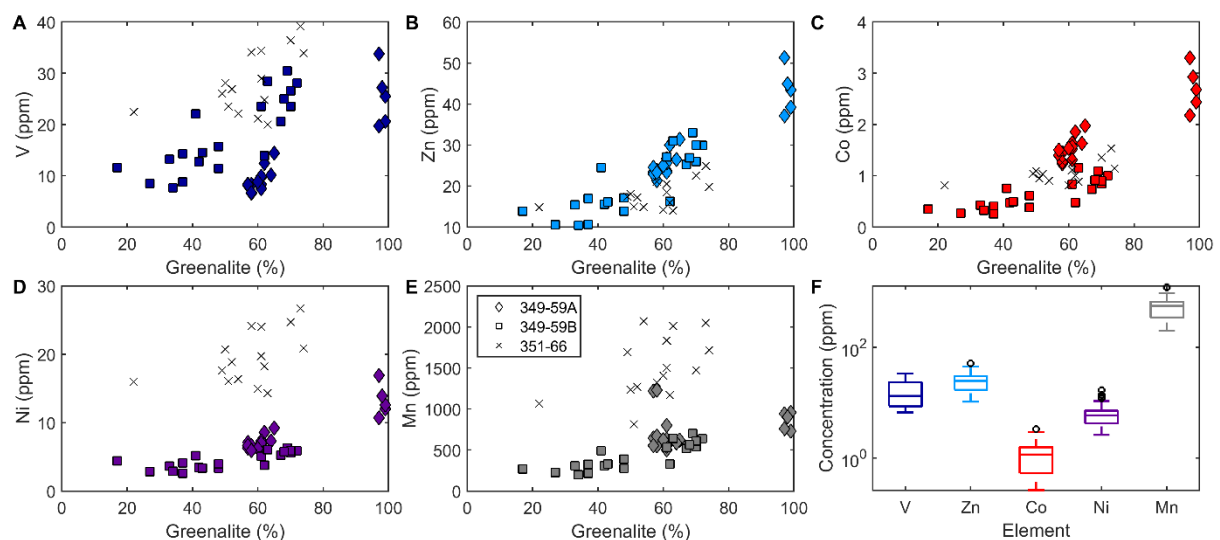 A
V (ppm)
40
30
20
10
0
0 20 40 60 80 100
Greenalite (%)
B
Zn (ppm)
60
50
40
30
20
10
0 20 40 60 80 100
Greenalite (%)
C
Co (ppm)
4
3
2
1
0
0 20 40 60 80 100
Greenalite (%)
D
Ni (ppm)
30
20
10
0
0 20 40 60 80 100
Greenalite (%)
E
Mn (ppm)
2500
2000
1500
1000
500
0
349-59A
349-59B
351-66
0 20 40 60 80 100
Greenalite (%)
F
Concentration (ppm)
10²
10⁰
V Zn Co Ni Mn
Element